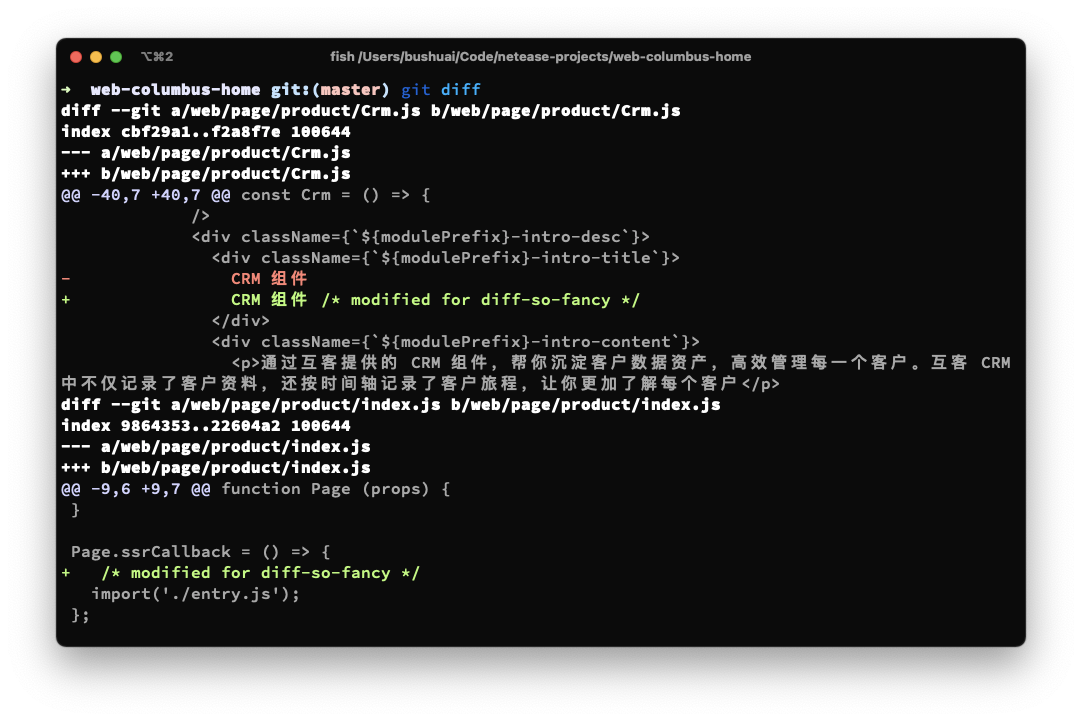 ⌥⌘2 fish /Users/bushuai/Code/netease-projects/web-columbus-home
➜ web-columbus-home git:(master) git diff
diff --git a/web/page/product/Crm.js b/web/page/product/Crm.js
index cbf29a1..f2a8f7e 100644
--- a/web/page/product/Crm.js
+++ b/web/page/product/Crm.js
@@ -40,7 +40,7 @@ const Crm = () => {
             />
             <div className={`${modulePrefix}-intro-desc`}>
               <div className={`${modulePrefix}-intro-title`}>
-                CRM 组件
+                CRM 组件 /* modified for diff-so-fancy */
               </div>
               <div className={`${modulePrefix}-intro-content`}>
                 <p>通过互客提供的 CRM 组件，帮你沉淀客户数据资产，高效管理每一个客户。互客 CRM
中不仅记录了客户资料，还按时间轴记录了客户旅程，让你更加了解每个客户</p>
diff --git a/web/page/product/index.js b/web/page/product/index.js
index 9864353..22604a2 100644
--- a/web/page/product/index.js
+++ b/web/page/product/index.js
@@ -9,6 +9,7 @@ function Page (props) {
 }
 Page.ssrCallback = () => {
+   /* modified for diff-so-fancy */
   import('./entry.js');
 };